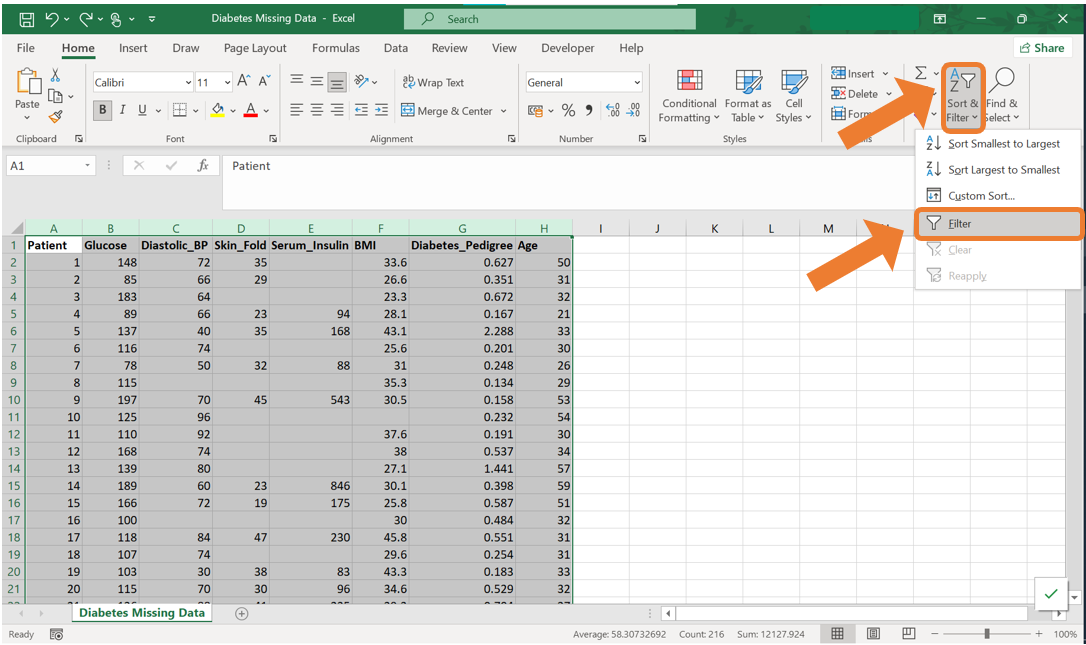 Diabetes Missing Data - Excel
Search
File Home Insert Draw Page Layout Formulas Data Review View Developer Help Share
Paste
Calibri 11
B I U A
Wrap Text
Merge & Center
General
Conditional Formatting
Format as Table
Cell Styles
Insert
Delete
Sort & Filter
Find & Select
Clipboard Font Alignment Number Styles
Sort Smallest to Largest
Sort Largest to Smallest
Custom Sort...
Filter
Clear
Reapply
A1 fx Patient
A B C D E F G H I J K L M
1 Patient Glucose Diastolic_BP Skin_Fold Serum_Insulin BMI Diabetes_Pedigree Age
2 1 148 72 35 33.6 0.627 50
3 2 85 66 29 26.6 0.351 31
4 3 183 64 23.3 0.672 32
5 4 89 66 23 94 28.1 0.167 21
6 5 137 40 35 168 43.1 2.288 33
7 6 116 74 25.6 0.201 30
8 7 78 50 32 88 31 0.248 26
9 8 115 35.3 0.134 29
10 9 197 70 45 543 30.5 0.158 53
11 10 125 96 0.232 54
12 11 110 92 37.6 0.191 30
13 12 168 74 38 0.537 34
14 13 139 80 27.1 1.441 57
15 14 189 60 23 846 30.1 0.398 59
16 15 166 72 19 175 25.8 0.587 51
17 16 100 30 0.484 32
18 17 118 84 47 230 45.8 0.551 31
19 18 107 74 29.6 0.254 31
20 19 103 30 38 83 43.3 0.183 33
21 20 115 70 30 96 34.6 0.529 32
Diabetes Missing Data
Ready Average: 58.30732692 Count: 216 Sum: 12127.924 100%